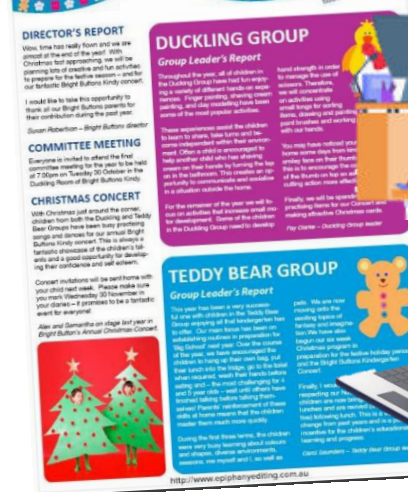 DIRECTOR'S REPORT
Wow, time has really flown and we are
almost at the end of the year! With
Christmas fast approaching, we will be
planning lots of creative and fun activities
to prepare for the festive season – and for
our fantastic Bright Buttons Kindy concert.
I would like to take this opportunity to
thank all our Bright Buttons parents for
their contribution during the past year.
Susan Robertson – Bright Buttons director
COMMITTEE MEETING
Everyone is invited to attend the final
committee meeting for the year to be held
at 7.00pm on Tuesday 30 October in the
Duckling Room of Bright Buttons Kindy.
CHRISTMAS CONCERT
With Christmas just around the corner,
children from both the Duckling and Teddy
Bear Groups have been busy practising
songs and dances for our annual Bright
Buttons Kindy concert. This is always a
fantastic showcase of the children's tal-
ents and a good opportunity for develop-
ing their confidence and self esteem.
Concert invitations will be sent home with
your child next week. Please make sure
you mark Wednesday 30 November in
your diaries – it promises to be a fantastic
event for everyone!
Alex and Samantha on stage last year in
Bright Button's Annual Christmas Concert.
DUCKLING GROUP
Group Leader's Report
Throughout the year, all of children in
the Duckling Group have had fun enjoy-
ing a variety of different hands-on expe-
riences. Finger painting, shaving cream
painting, and clay modelling have been
some of the most popular activities.
These experiences assist the children
to learn to share, take turns and be-
come independent within their environ-
ment. Often a child is encouraged to
help another child who has shaving
cream on their hands by turning the tap
on in the bathroom. This creates an op-
portunity to communicate and socialise
in a situation outside the home.
For the remainder of the year we will fo-
cus on activities that increase small mo-
tor development. Some of the children
in the Duckling Group need to develop
hand strength in order
to manage the use of
scissors. Therefore,
we will concentrate
on activities using
small tongs for sorting
items, drawing and painting
paint brushes and working
with our hands.
You may have noticed your
home some days from
smiley face on their thumb
this is to encourage the
of the thumb on top
cutting action more
Finally, we will be
practising items for our Concert and
making attractive Christmas cards.
Fay Darke – Duckling Group leader
TEDDY BEAR GROUP
Group Leader's Report
This year has been a very success-
ful one with children in the Teddy Bear
Group enjoying all that kindergarten has
to offer. Our main focus has been on
establishing routines in preparation for
'Big School' next year. Over the course
of the year, we have encouraged the
children to hang up their own bag, put
their lunch into the fridge, go to the toilet
when required, wash their hands before
eating and – the most challenging for 4
and 5 year olds – wait until others have
finished talking before talking them-
selves! Parents' reinforcement of these
skills at home meant that the children
master them much more quickly.
During the first three terms, the children
were very busy learning about colours
and shapes, diverse environments,
seasons, me myself and I, as well as
pets. We are now
moving onto the
exciting topics of
fantasy and imagina-
tion. We have also
begun our six week
Christmas program in
preparation for the festive holiday period
and the Bright Buttons Kindergarten
Concert.
Finally, I
respecting our
children are now
lunches and are
following lunch. This is a
change from past years and is a
incentive for the children's
learning and progress.
Carol Saunders – Teddy Bear Group
http://www.epiphanyediting.com.au